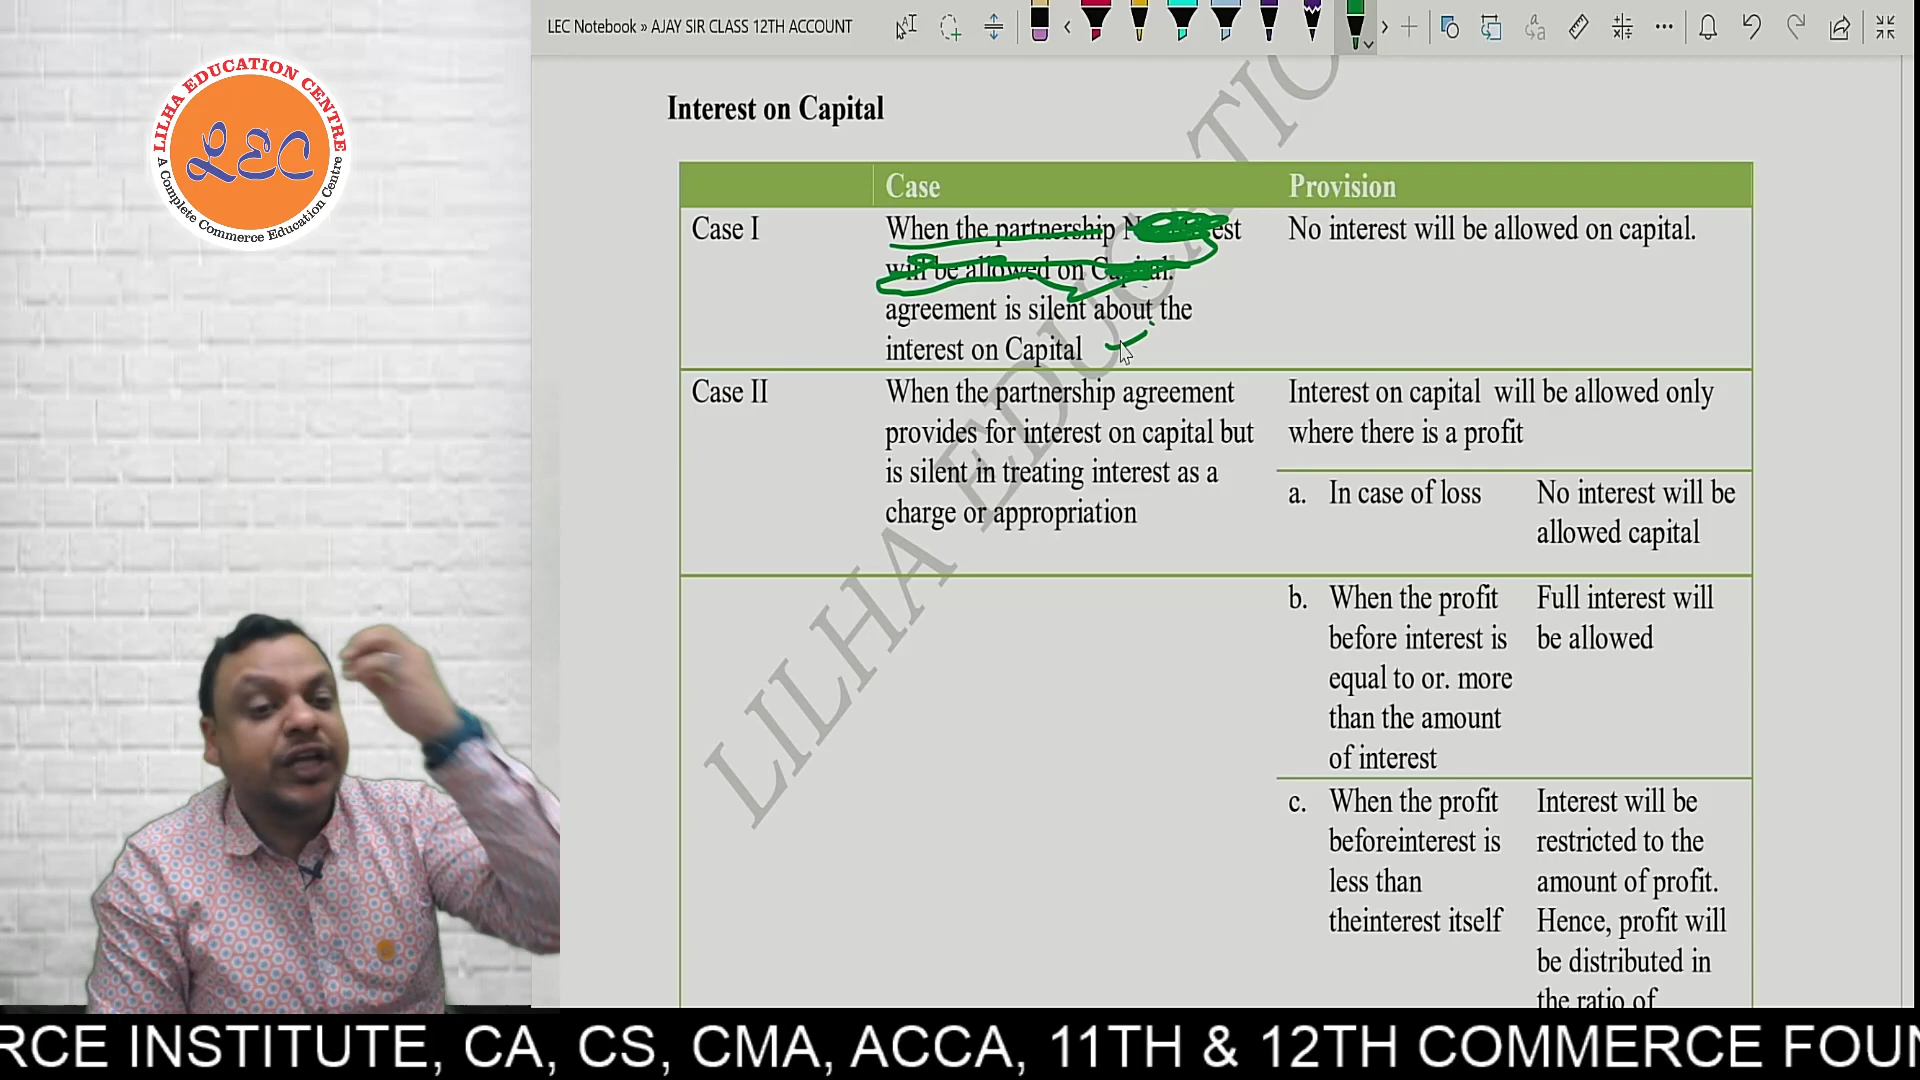 LEC Notebook » AJAY SIR CLASS 12TH ACCOUNT
LILHA EDUCATION CENTRE
LEC
A Complete Commerce Education Centre
Interest on Capital
Case Provision
Case I
When the partnership
will be allowed on Capital.
agreement is silent about the
interest on Capital
No interest will be allowed on capital.
Case II
When the partnership agreement
provides for interest on capital but
is silent in treating interest as a
charge or appropriation
Interest on capital will be allowed only
where there is a profit
a. In case of loss
No interest will be
allowed capital
b. When the profit
before interest is
equal to or. more
than the amount
of interest
Full interest will
be allowed
c. When the profit
beforeinterest is
less than
theinterest itself
Interest will be
restricted to the
amount of profit.
Hence, profit will
be distributed in
the ratio of
LILHA EDUCATIO
RCE INSTITUTE, CA, CS, CMA, ACCA, 11TH & 12TH COMMERCE FOUN